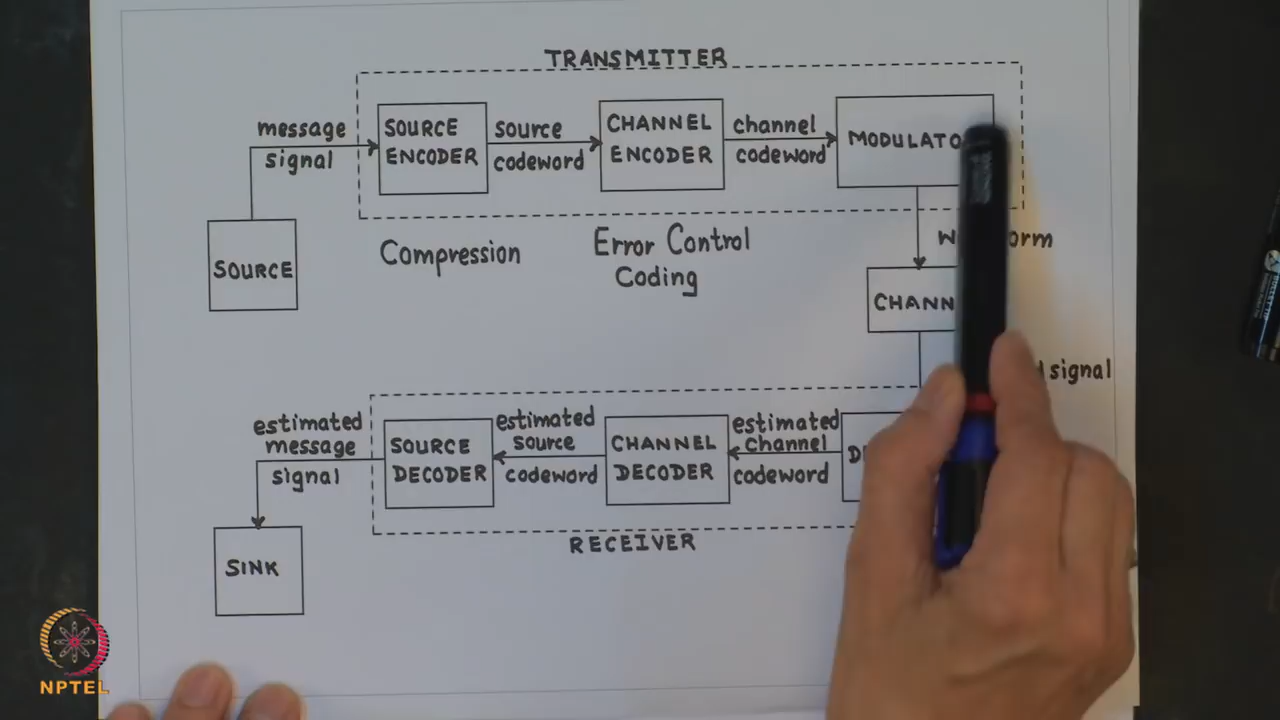 TRANSMITTER
message
signal
SOURCE
ENCODER
source
codeword
CHANNEL
ENCODER
channel
codeword
SOURCE
Compression
Error Control
Coding
signal
estimated
message
signal
SOURCE
DECODER
estimated
source
codeword
CHANNEL
DECODER
estimated
channel
codeword
RECEIVER
SINK
NPTEL